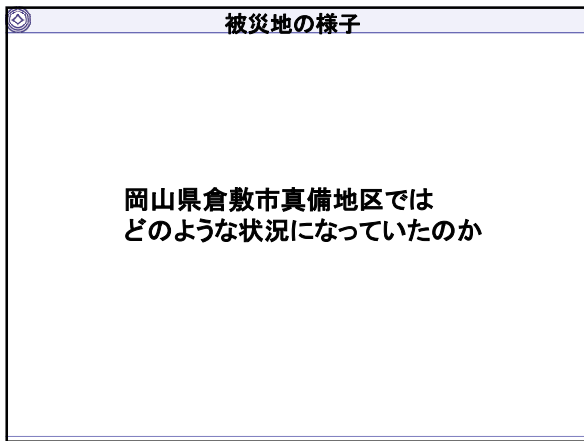 被災地の様子
岡山県倉敷市真備地区では
どのような状況になっていたのか